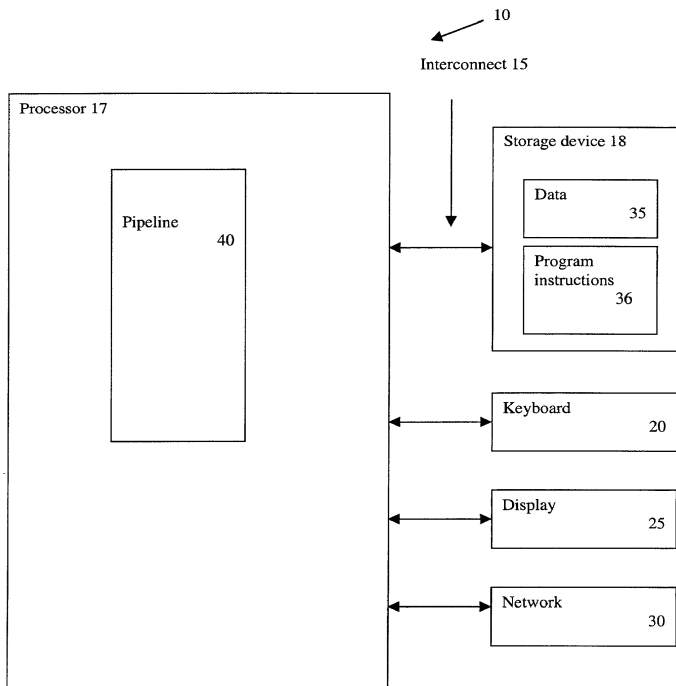 10
Interconnect 15
Processor 17
Storage device 18
Data
35
Pipeline
40
Program
instructions
36
Keyboard
20
Display
25
Network
30